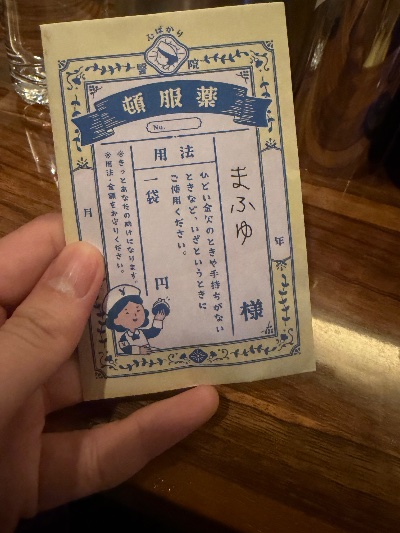 心ばかり
醫院
頓服薬
No.
年
まふゆ 様
用法
ひどい金欠のときや手持ちがない
ときなど、いざというときに
ご使用ください。
一袋 円
※きっとあなたの助けになります。
※用法・金額をお守りください。
月